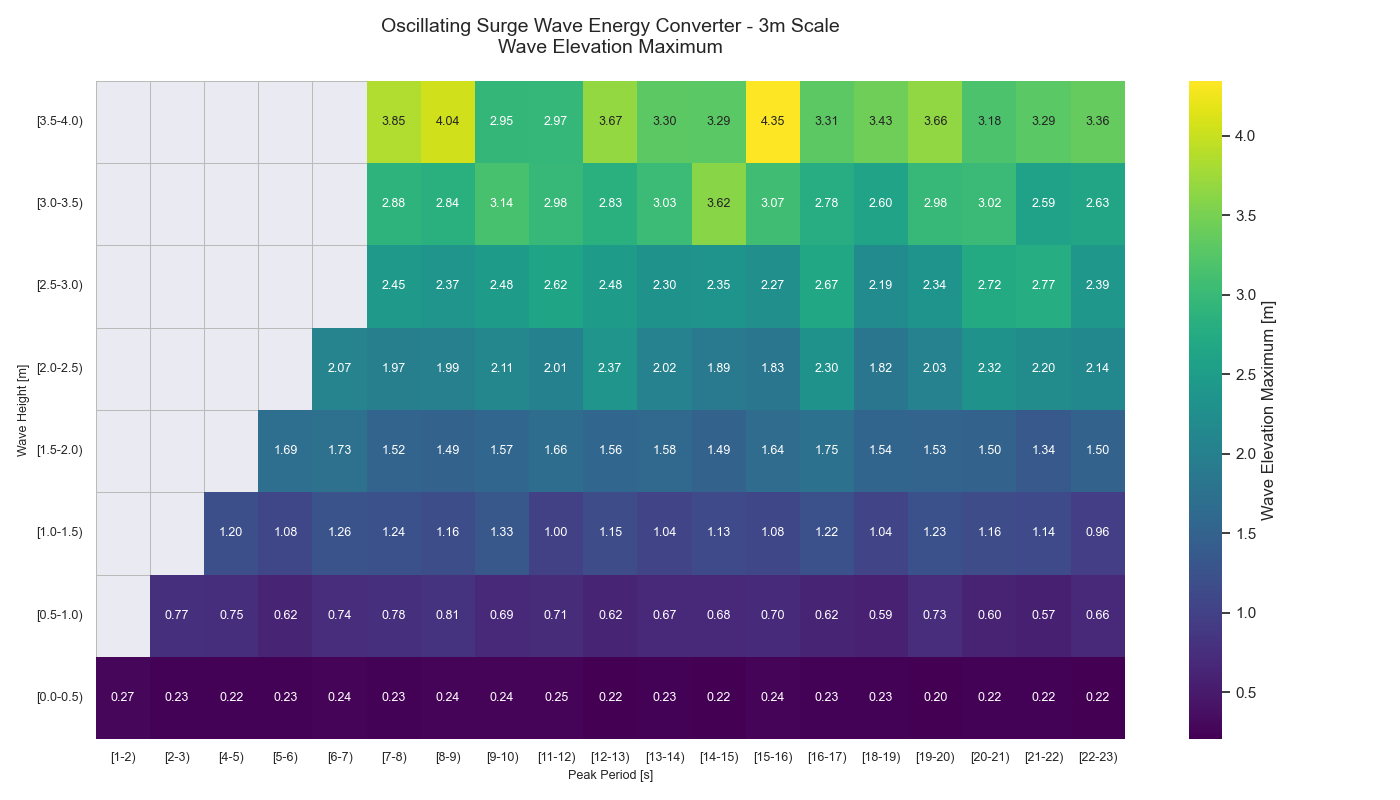 Oscillating Surge Wave Energy Converter - 3m Scale
Wave Elevation Maximum
[3.5-4.0) 3.85 4.04 2.95 2.97 3.67 3.30 3.29 4.35 3.31 3.43 3.66 3.18 3.29 3.36
[3.0-3.5) 2.88 2.84 3.14 2.98 2.83 3.03 3.62 3.07 2.78 2.60 2.98 3.02 2.59 2.63
[2.5-3.0) 2.45 2.37 2.48 2.62 2.48 2.30 2.35 2.27 2.67 2.19 2.34 2.72 2.77 2.39
[2.0-2.5) 2.07 1.97 1.99 2.11 2.01 2.37 2.02 1.89 1.83 2.30 1.82 2.03 2.32 2.20 2.14
[1.5-2.0) 1.69 1.73 1.52 1.49 1.57 1.66 1.56 1.58 1.49 1.64 1.75 1.54 1.53 1.50 1.34 1.50
[1.0-1.5) 1.20 1.08 1.26 1.24 1.16 1.33 1.00 1.15 1.04 1.13 1.08 1.22 1.04 1.23 1.16 1.14 0.96
[0.5-1.0) 0.77 0.75 0.62 0.74 0.78 0.81 0.69 0.71 0.62 0.67 0.68 0.70 0.62 0.59 0.73 0.60 0.57 0.66
[0.0-0.5) 0.27 0.23 0.22 0.23 0.24 0.23 0.24 0.24 0.25 0.22 0.23 0.22 0.24 0.23 0.23 0.20 0.22 0.22 0.22
[1-2) [2-3) [4-5) [5-6) [6-7) [7-8) [8-9) [9-10) [11-12) [12-13) [13-14) [14-15) [15-16) [16-17) [18-19) [19-20) [20-21) [21-22) [22-23)
Peak Period [s]
Wave Height [m]
4.0
3.5
3.0
2.5
2.0
1.5
1.0
0.5
Wave Elevation Maximum [m]